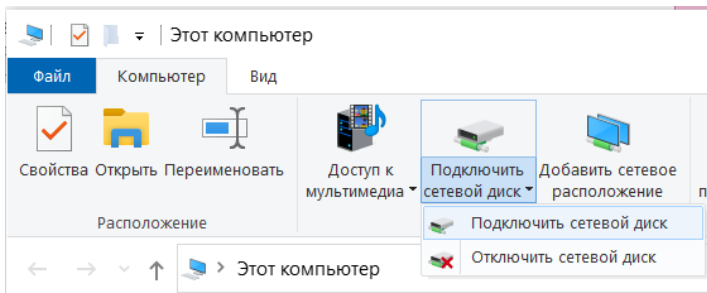 Этот компьютер
Файл Компьютер Вид
Свойства Открыть Переименовать Доступ к мультимедиа Подключить сетевой диск Добавить сетевое расположение
Расположение
Подключить сетевой диск
Отключить сетевой диск
Этот компьютер